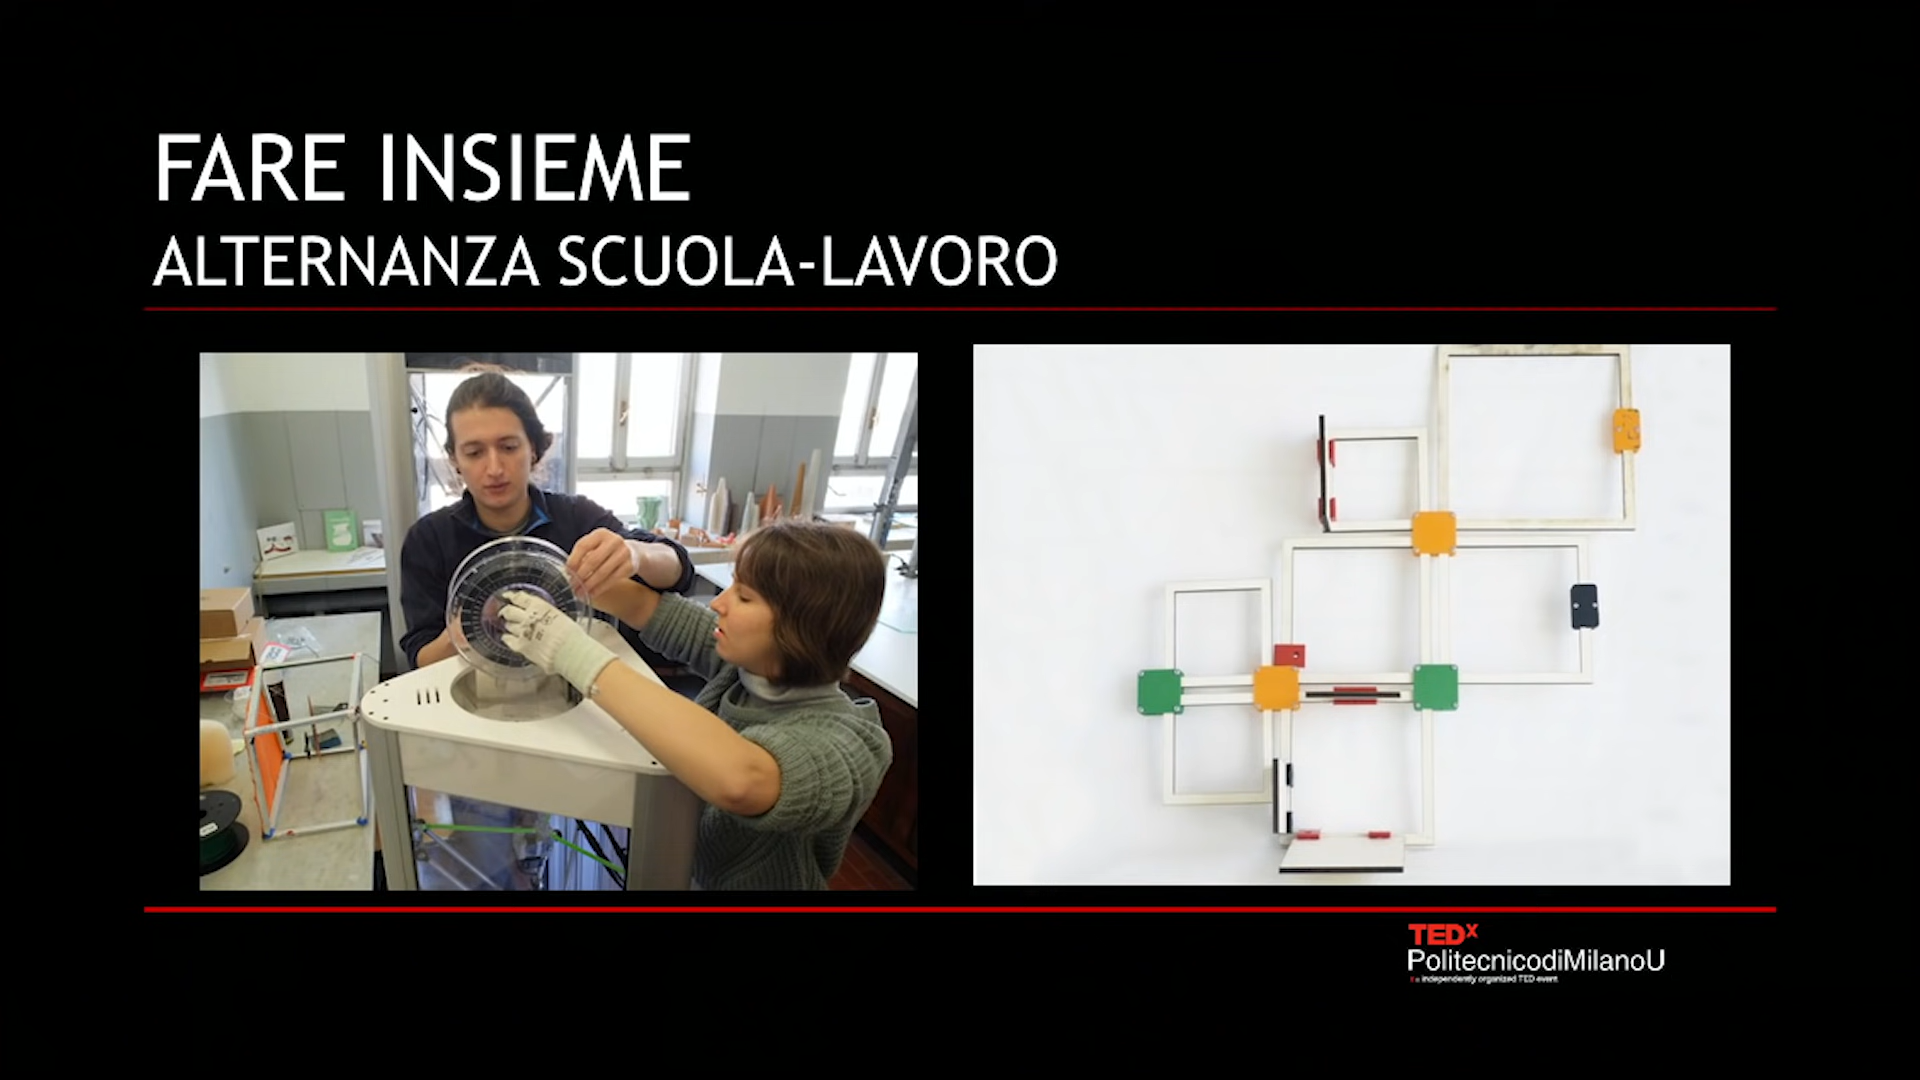 FARE INSIEME
ALTERNANZA SCUOLA-LAVORO
TEDx
PolitecnicodiMilanoU
x = independently organized TED event